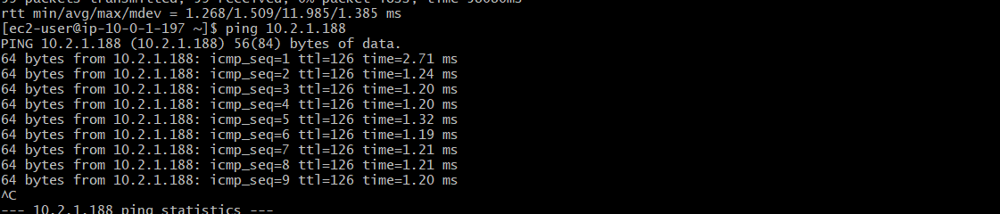 rtt min/avg/max/mdev = 1.268/1.509/11.985/1.385 ms
[ec2-user@ip-10-0-1-197 ~]$ ping 10.2.1.188
PING 10.2.1.188 (10.2.1.188) 56(84) bytes of data.
64 bytes from 10.2.1.188: icmp_seq=1 ttl=126 time=2.71 ms
64 bytes from 10.2.1.188: icmp_seq=2 ttl=126 time=1.24 ms
64 bytes from 10.2.1.188: icmp_seq=3 ttl=126 time=1.20 ms
64 bytes from 10.2.1.188: icmp_seq=4 ttl=126 time=1.20 ms
64 bytes from 10.2.1.188: icmp_seq=5 ttl=126 time=1.32 ms
64 bytes from 10.2.1.188: icmp_seq=6 ttl=126 time=1.19 ms
64 bytes from 10.2.1.188: icmp_seq=7 ttl=126 time=1.21 ms
64 bytes from 10.2.1.188: icmp_seq=8 ttl=126 time=1.21 ms
64 bytes from 10.2.1.188: icmp_seq=9 ttl=126 time=1.20 ms
^C
--- 10.2.1.188 ping statistics ---